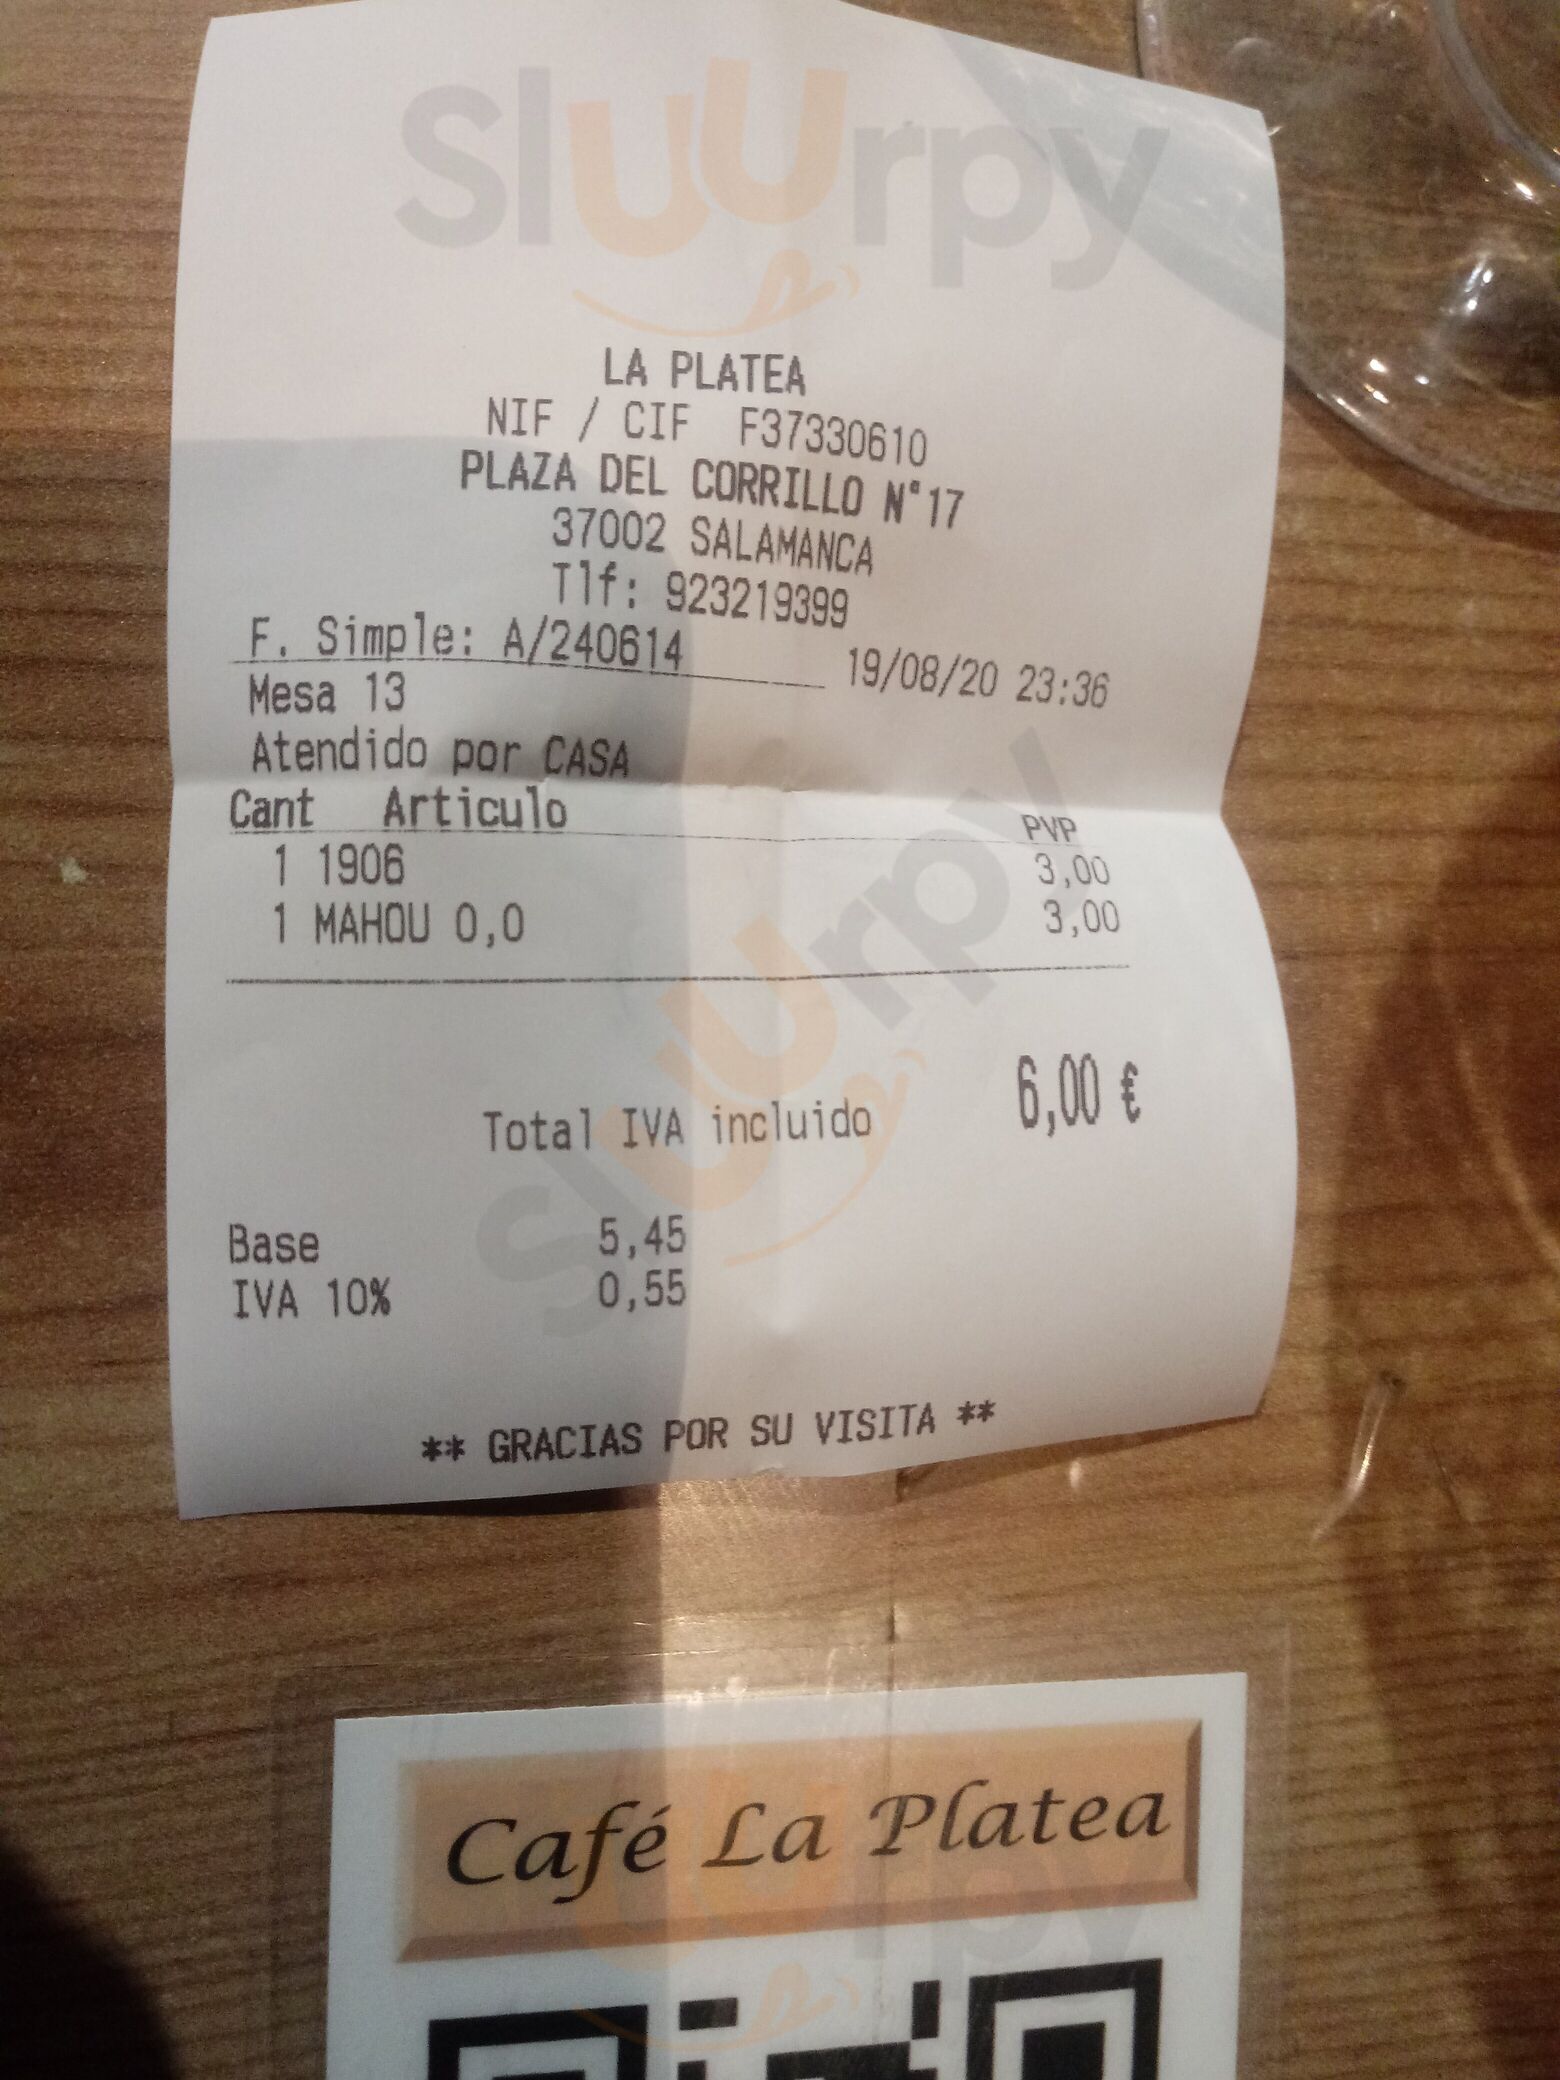 Sluurpy
LA PLATEA
NIF / CIF F37330610
PLAZA DEL CORRILLO N°17
37002 SALAMANCA
Tlf: 923219399
F. Simple: A/240614 19/08/20 23:36
Mesa 13
Atendido por CASA
Cant Articulo PVP
1 1906 3,00
1 MAHOU 0,0 3,00
Sluurpy
Total IVA incluido 6,00 €
Base 5,45
IVA 10% 0,55
** GRACIAS POR SU VISITA **
Café La Platea
Sluurpy